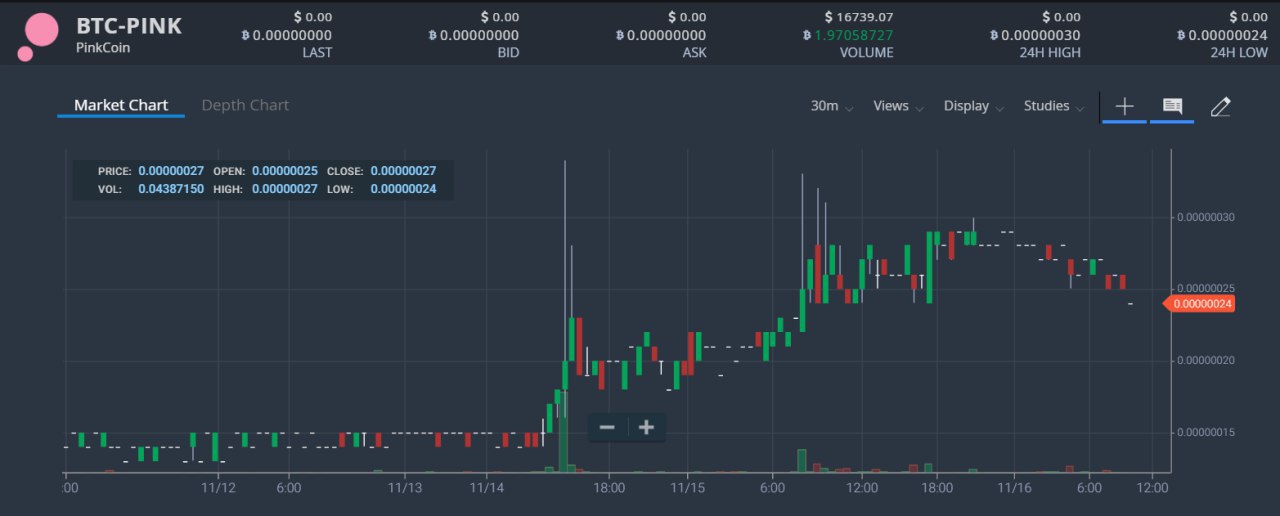 BTC-PINK
PinkCoin
$ 0.00
฿ 0.00000000
LAST
$ 0.00
฿ 0.00000000
BID
$ 0.00
฿ 0.00000000
ASK
$ 16739.07
฿ 1.97058727
VOLUME
$ 0.00
฿ 0.00000030
24H HIGH
$ 0.00
฿ 0.00000024
24H LOW
Market Chart Depth Chart 30m Views Display Studies
PRICE: 0.00000027 OPEN: 0.00000025 CLOSE: 0.00000027
VOL: 0.04387150 HIGH: 0.00000027 LOW: 0.00000024
0.00000030
0.00000025
0.00000024
0.00000020
0.00000015
:00 11/12 6:00 11/13 11/14 18:00 11/15 6:00 12:00 18:00 11/16 6:00 12:00